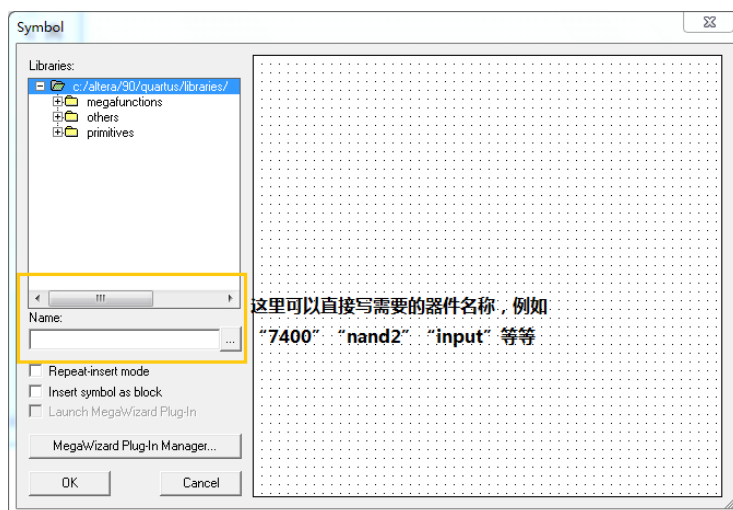 Symbol
Libraries:
c:/altera/90/quartus/libraries/
megafunctions
others
primitives
Name:
...
这里可以直接写需要的器件名称，例如
“7400” “nand2” “input” 等等
Repeat-insert mode
Insert symbol as block
Launch MegaWizard Plug-In
MegaWizard Plug-In Manager...
OK
Cancel